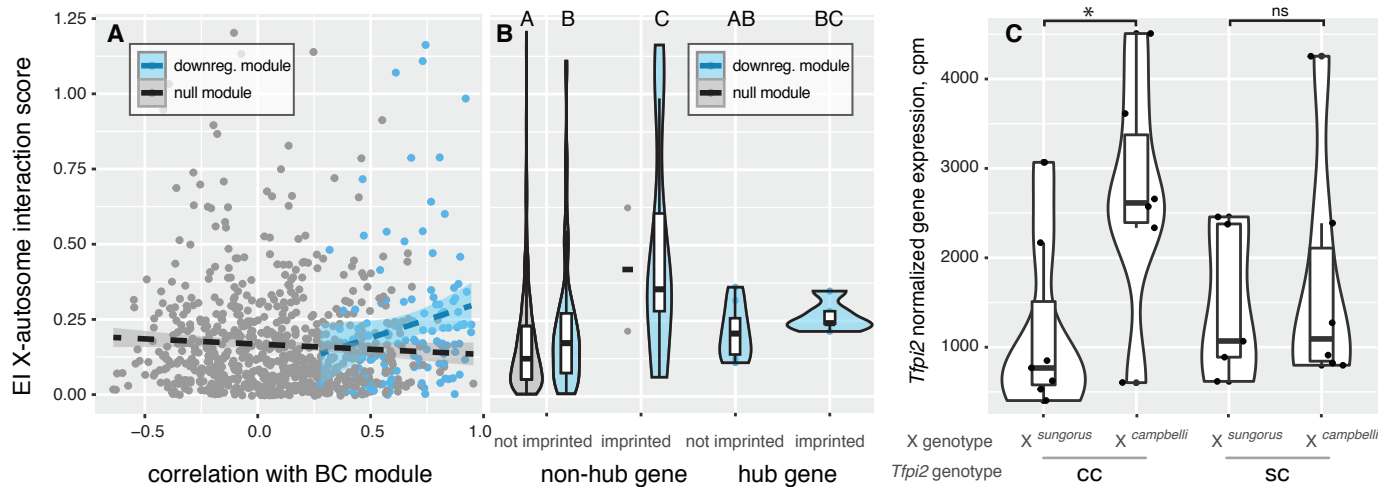 EI X-autosome interaction score
1.25
1.00
0.75
0.50
0.25
0.00
A
downreg. module
null module
−0.5
0.0
0.5
1.0
correlation with BC module
B
A
B
C
AB
BC
downreg. module
null module
not imprinted
imprinted
not imprinted
imprinted
non-hub gene
hub gene
Tfpi2 normalized gene expression, cpm
4000
3000
2000
1000
C
*
ns
X genotype
X sungorus
X campbelli
X sungorus
X campbelli
Tfpi2 genotype
CC
SC